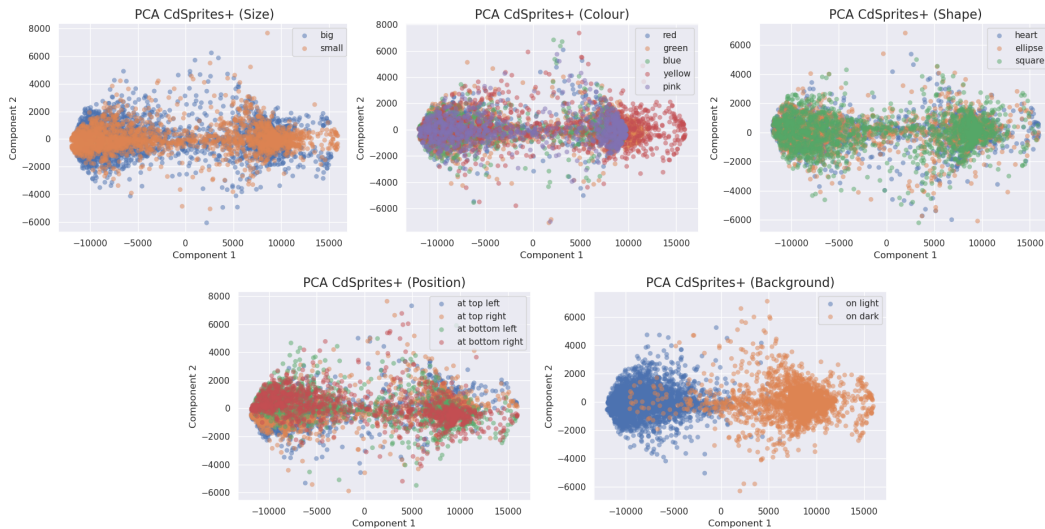 PCA CdSprites+ (Size)
big
small
8000
6000
4000
2000
0
−2000
−4000
−6000
Component 2
−10000 −5000 0 5000 10000 15000
Component 1
PCA CdSprites+ (Colour)
red
green
blue
yellow
pink
8000
6000
4000
2000
0
−2000
−4000
−6000
Component 2
−10000 −5000 0 5000 10000 15000
Component 1
PCA CdSprites+ (Shape)
heart
ellipse
square
6000
4000
2000
0
−2000
−4000
−6000
Component 2
−10000 −5000 0 5000 10000 15000
Component 1
PCA CdSprites+ (Position)
at top left
at top right
at bottom left
at bottom right
8000
6000
4000
2000
0
−2000
−4000
−6000
Component 2
−10000 −5000 0 5000 10000 15000
Component 1
PCA CdSprites+ (Background)
on light
on dark
6000
4000
2000
0
−2000
−4000
−6000
Component 2
−10000 −5000 0 5000 10000 15000
Component 1